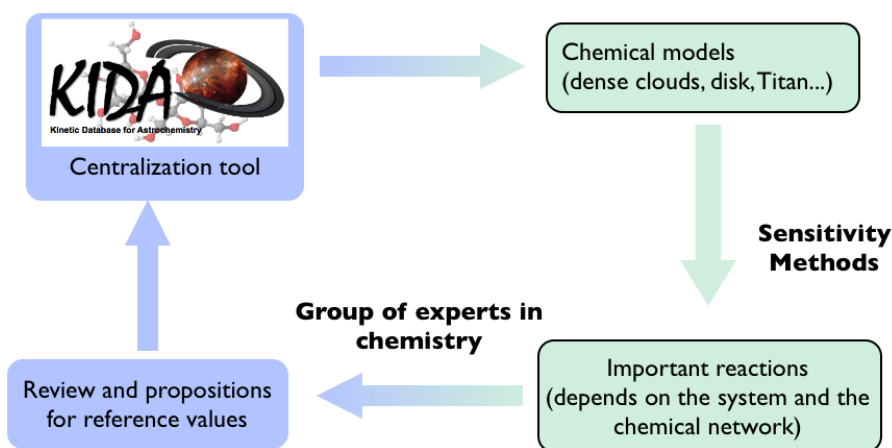 KIDA
Kinetic Database for Astrochemistry
Centralization tool
Chemical models
(dense clouds, disk, Titan...)
Sensitivity
Methods
Important reactions
(depends on the system and the
chemical network)
Group of experts in
chemistry
Review and propositions
for reference values